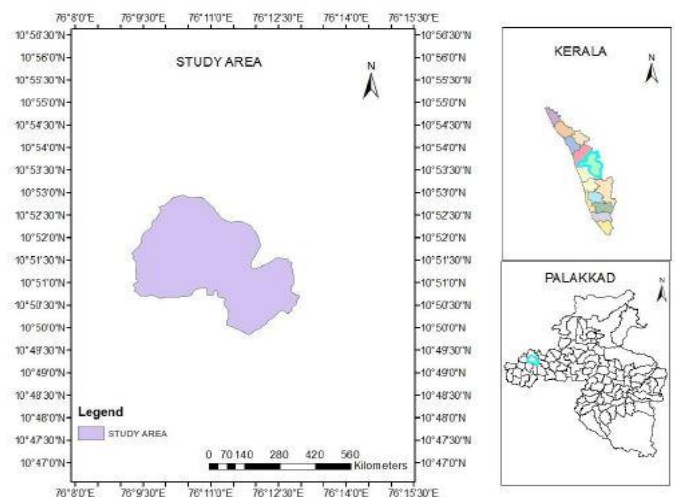 76°8'0"E 76°9'30"E 76°11'0"E 76°12'30"E 76°14'0"E 76°15'30"E
10°56'30"N 10°56'30"N
10°56'0"N 10°56'0"N
10°55'30"N 10°55'30"N
10°55'0"N 10°55'0"N
10°54'30"N 10°54'30"N
10°54'0"N 10°54'0"N
10°53'30"N 10°53'30"N
10°53'0"N 10°53'0"N
10°52'30"N 10°52'30"N
10°52'0"N 10°52'0"N
10°51'30"N 10°51'30"N
10°51'0"N 10°51'0"N
10°50'30"N 10°50'30"N
10°50'0"N 10°50'0"N
10°49'30"N 10°49'30"N
10°49'0"N 10°49'0"N
10°48'30"N 10°48'30"N
10°48'0"N 10°48'0"N
10°47'30"N 10°47'30"N
10°47'0"N 10°47'0"N
STUDY AREA
N
Legend
STUDY AREA
0 70 140 280 420 560
Kilometers
76°8'0"E 76°9'30"E 76°11'0"E 76°12'30"E 76°14'0"E 76°15'30"E
KERALA
N
PALAKKAD
N